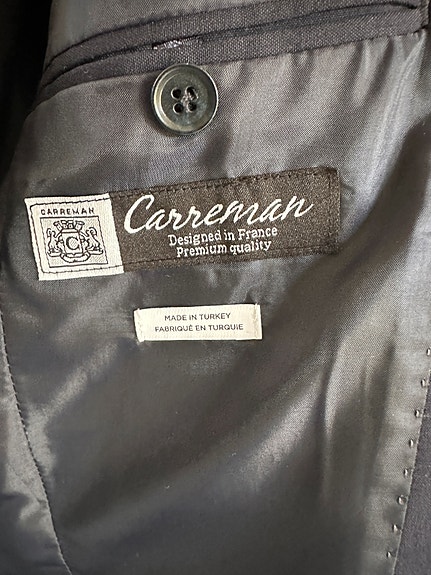 CARREMAN
C
Carreman
Designed in France
Premium quality
MADE IN TURKEY
FABRIQUÉ EN TURQUIE